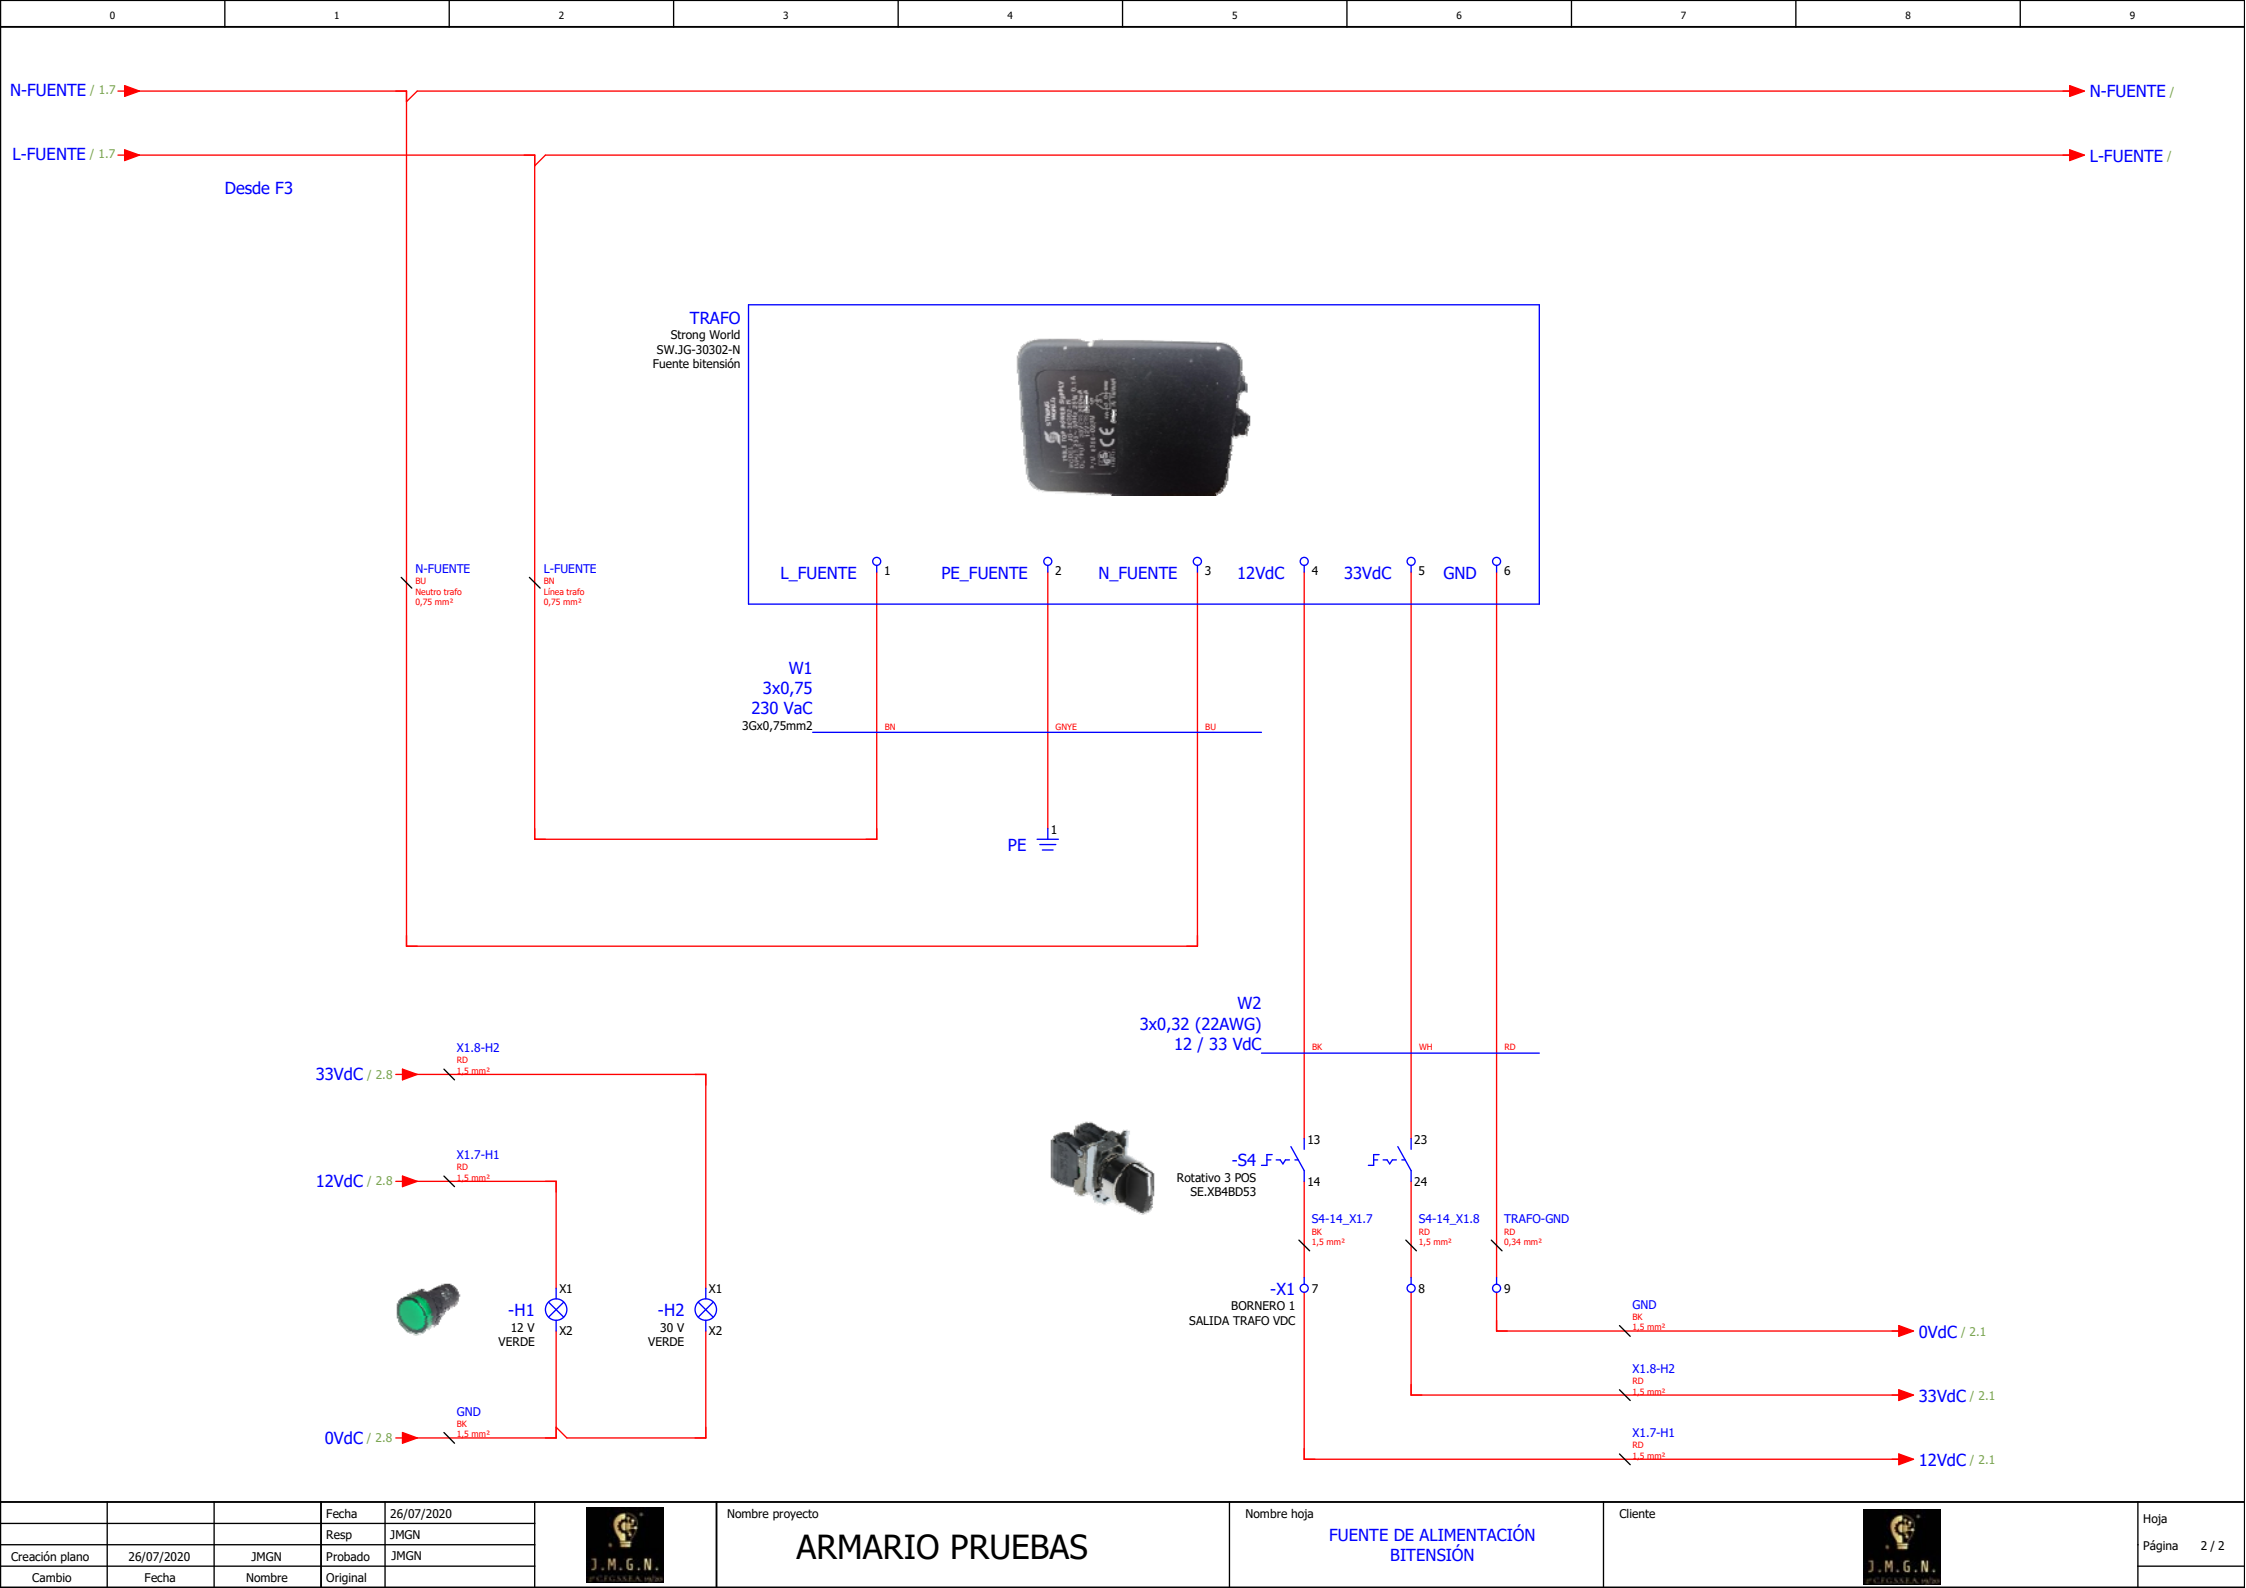 0 1 2 3 4 5 6 7 8 9
N-FUENTE / 1.7
N-FUENTE /
L-FUENTE / 1.7
L-FUENTE /
Desde F3
TRAFO
Strong World
SW.JG-30302-N
Fuente bitensión
L_FUENTE 1
PE_FUENTE 2
N_FUENTE 3
12VdC 4
33VdC 5
GND 6
N-FUENTE
BU
Neutro trafo
0,75 mm²
L-FUENTE
BN
Línea trafo
0,75 mm²
W1
3x0,75
230 VaC
3Gx0,75mm2
BN
GNYE
BU
1
PE
W2
3x0,32 (22AWG)
12 / 33 VdC
BK
WH
RD
33VdC / 2.8
X1.8-H2
RD
1,5 mm²
12VdC / 2.8
X1.7-H1
RD
1,5 mm²
-H1
12 V
VERDE
X1
X2
-H2
30 V
VERDE
X1
X2
0VdC / 2.8
GND
BK
1,5 mm²
-S4
Rotativo 3 POS
SE.XB4BD53
13
14
23
24
S4-14_X1.7
BK
1,5 mm²
S4-14_X1.8
RD
1,5 mm²
TRAFO-GND
RD
0,34 mm²
-X1
BORNERO 1
SALIDA TRAFO VDC
7
8
9
GND
BK
1,5 mm²
0VdC / 2.1
X1.8-H2
RD
1,5 mm²
33VdC / 2.1
X1.7-H1
RD
1,5 mm²
12VdC / 2.1
Fecha 26/07/2020
Resp JMGN
Creación plano 26/07/2020 JMGN Probado JMGN
Cambio Fecha Nombre Original
J.M.G.N.
Nombre proyecto
ARMARIO PRUEBAS
Nombre hoja
FUENTE DE ALIMENTACIÓN
BITENSIÓN
Cliente
J.M.G.N.
Hoja
Página 2 / 2